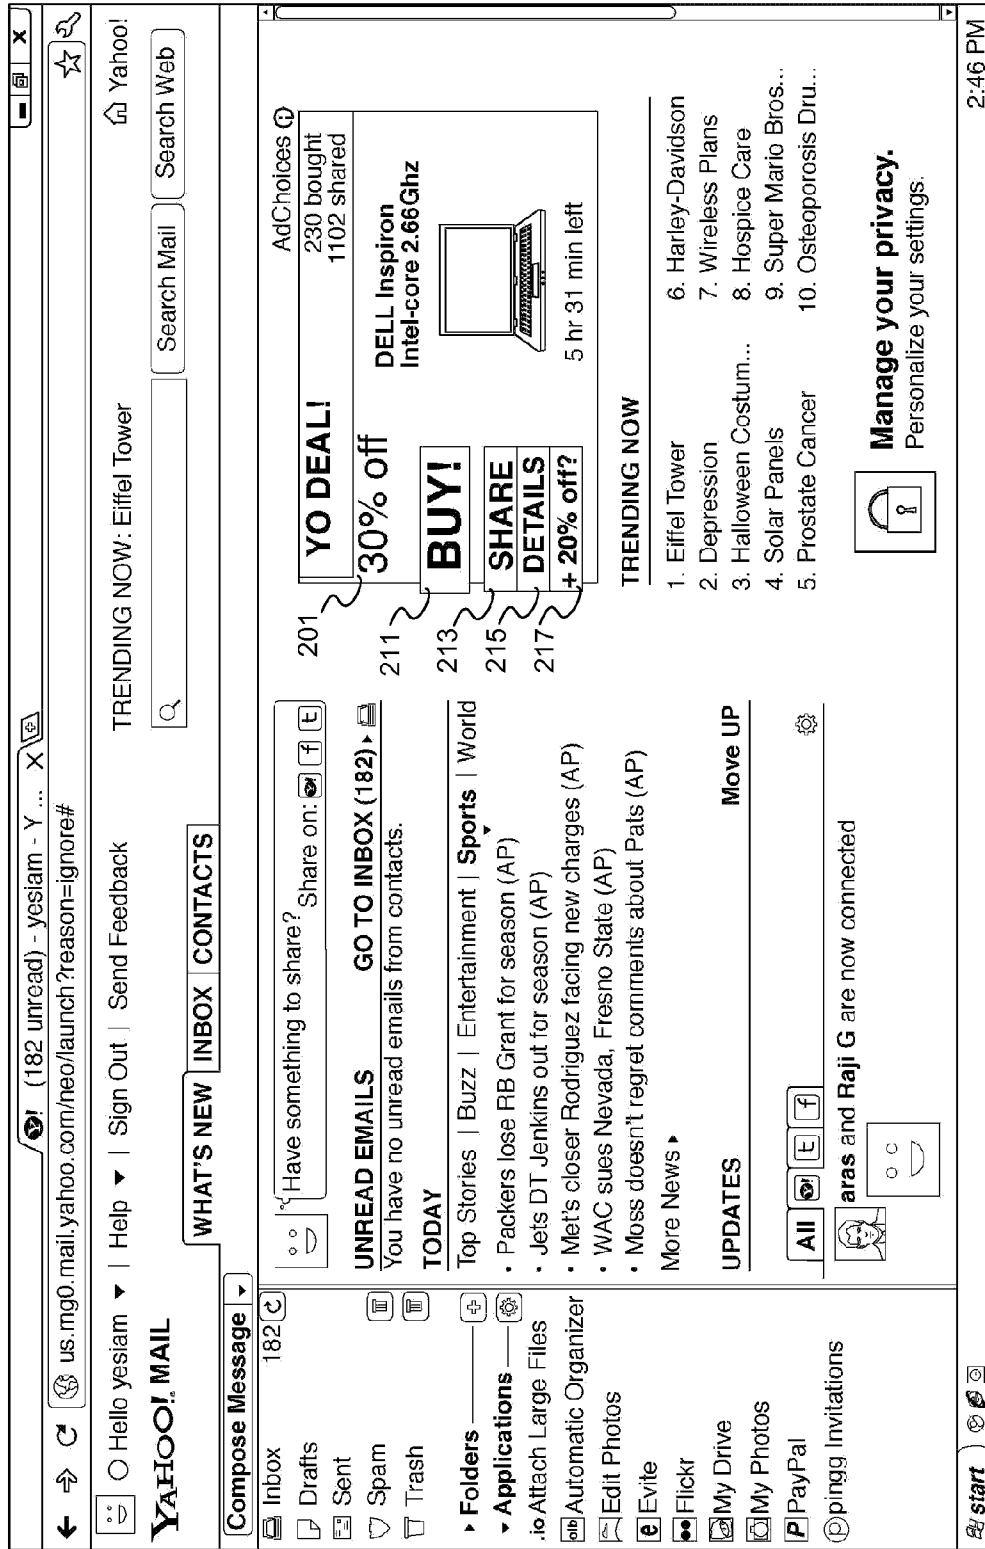 (182 unread) - yesiam - Y ... X
us.mg0.mail.yahoo.com/neo/launch?reason=ignore#
Hello yesiam ▼ | Help ▼ | Sign Out | Send Feedback
TRENDING NOW: Eiffel Tower
Yahoo!
YAHOO! MAIL
Search Mail
Search Web
WHAT'S NEW
INBOX
CONTACTS
Compose Message
Inbox 182
Drafts
Sent
Spam
Trash
Folders
Applications
.io Attach Large Files
olb Automatic Organizer
Edit Photos
e Evite
Flickr
My Drive
My Photos
P PayPal
p pingg Invitations
Have something to share?
Share on: Y! f t
UNREAD EMAILS
GO TO INBOX (182)
You have no unread emails from contacts.
TODAY
Top Stories | Buzz | Entertainment | Sports | World
• Packers lose RB Grant for season (AP)
• Jets DT Jenkins out for season (AP)
• Met's closer Rodriguez facing new charges (AP)
• WAC sues Nevada, Fresno State (AP)
• Moss doesn't regret comments about Pats (AP)
More News
UPDATES
Move UP
All Y! t f
aras and Raji G are now connected
AdChoices
YO DEAL!
230 bought
1102 shared
201
30% off
DELL Inspiron
Intel-core 2.66Ghz
211
BUY!
213
SHARE
215
DETAILS
217
+ 20% off?
5 hr 31 min left
TRENDING NOW
1. Eiffel Tower
2. Depression
3. Halloween Costum...
4. Solar Panels
5. Prostate Cancer
6. Harley-Davidson
7. Wireless Plans
8. Hospice Care
9. Super Mario Bros...
10. Osteoporosis Dru...
Manage your privacy.
Personalize your settings.
start
2:46 PM